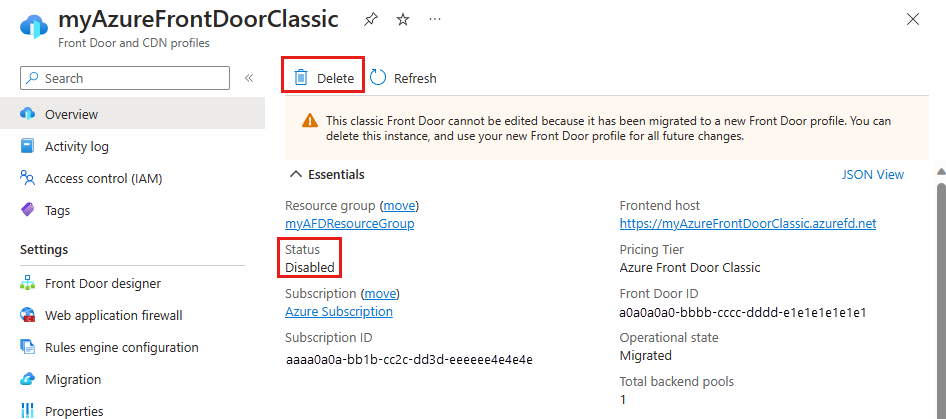 myAzureFrontDoorClassic
Front Door and CDN profiles
Search
Overview
Activity log
Access control (IAM)
Tags
Settings
Front Door designer
Web application firewall
Rules engine configuration
Migration
Properties
Delete
Refresh
This classic Front Door cannot be edited because it has been migrated to a new Front Door profile. You can
delete this instance, and use your new Front Door profile for all future changes.
Essentials
JSON View
Resource group (move)
myAFDResourceGroup
Status
Disabled
Subscription (move)
Azure Subscription
Subscription ID
aaaa0a0a-bb1b-cc2c-dd3d-eeeeee4e4e4e
Frontend host
https://myAzureFrontDoorClassic.azurefd.net
Pricing Tier
Azure Front Door Classic
Front Door ID
a0a0a0a0-bbbb-cccc-dddd-e1e1e1e1e1e1
Operational state
Migrated
Total backend pools
1